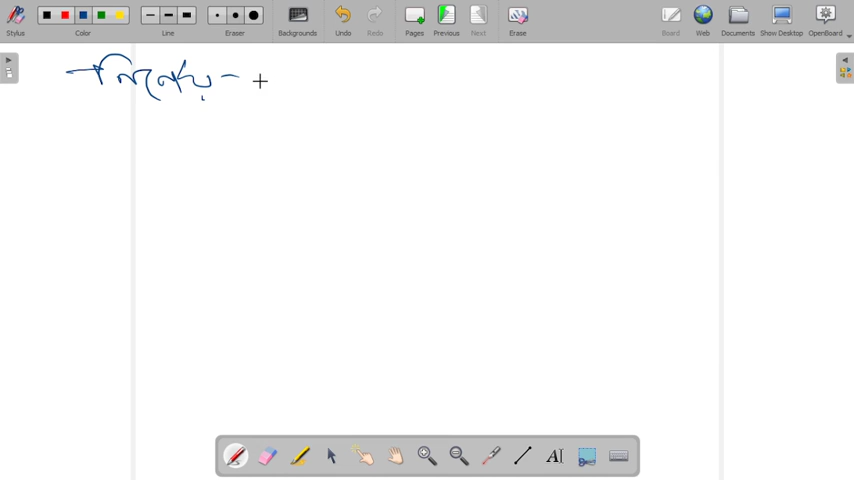 Stylus
Color
Line
Eraser
Backgrounds
Undo
Redo
Pages
Previous
Next
Erase
Board
Web
Documents
Show Desktop
OpenBoard